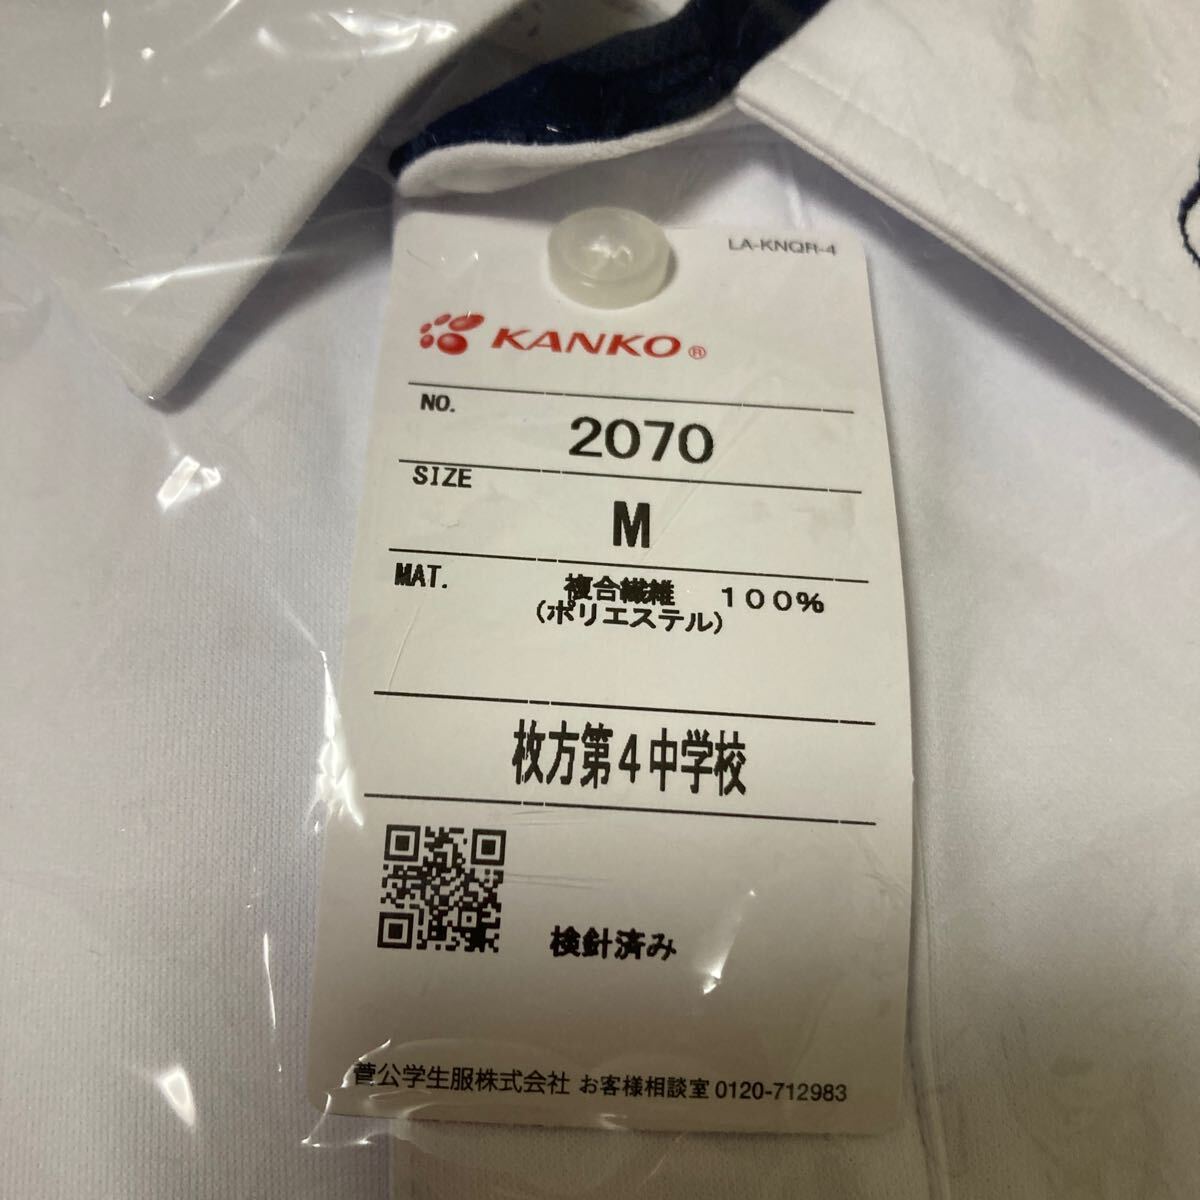 LA-KNQR-4
KANKO®
NO. 2070
SIZE M
MAT. 複合繊維 100%
(ポリエステル)
枚方第4中学校
検針済み
菅公学生服株式会社 お客様相談室 0120-712983